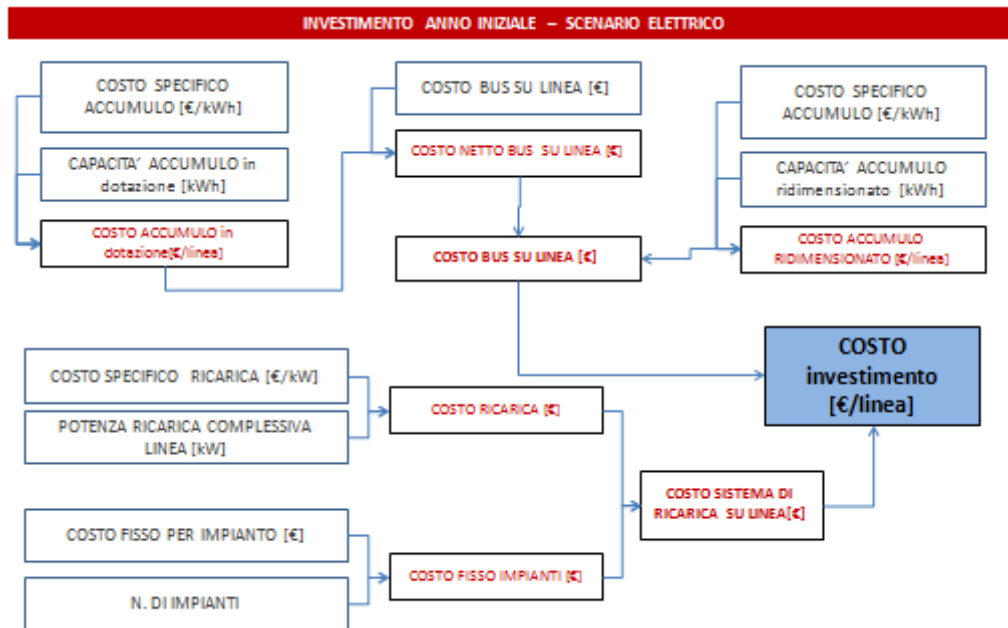 INVESTIMENTO ANNO INIZIALE – SCENARIO ELETTRICO
COSTO SPECIFICO
ACCUMULO [€/kWh]
CAPACITA’ ACCUMULO in
dotazione [kWh]
COSTO ACCUMULO in
dotazione[€/linea]
COSTO BUS SU LINEA [€]
COSTO NETTO BUS SU LINEA [€]
COSTO BUS SU LINEA [€]
COSTO SPECIFICO
ACCUMULO [€/kWh]
CAPACITA’ ACCUMULO
ridimensionato [kWh]
COSTO ACCUMULO
RIDIMENSIONATO [€/linea]
COSTO
investimento
[€/linea]
COSTO SPECIFICO RICARICA [€/kW]
POTENZA RICARICA COMPLESSIVA
LINEA [kW]
COSTO RICARICA [€]
COSTO SISTEMA DI
RICARICA SU LINEA[€]
COSTO FISSO PER IMPIANTO [€]
N. DI IMPIANTI
COSTO FISSO IMPIANTI [€]